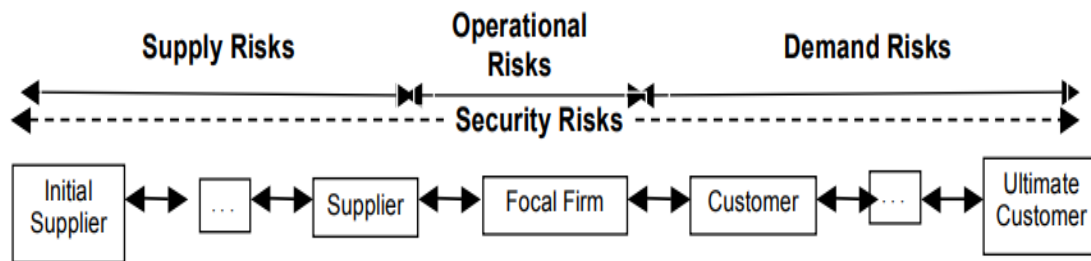 Supply Risks
Operational
Risks
Demand Risks
Security Risks
Initial
Supplier
...
Supplier
Focal Firm
Customer
...
Ultimate
Customer